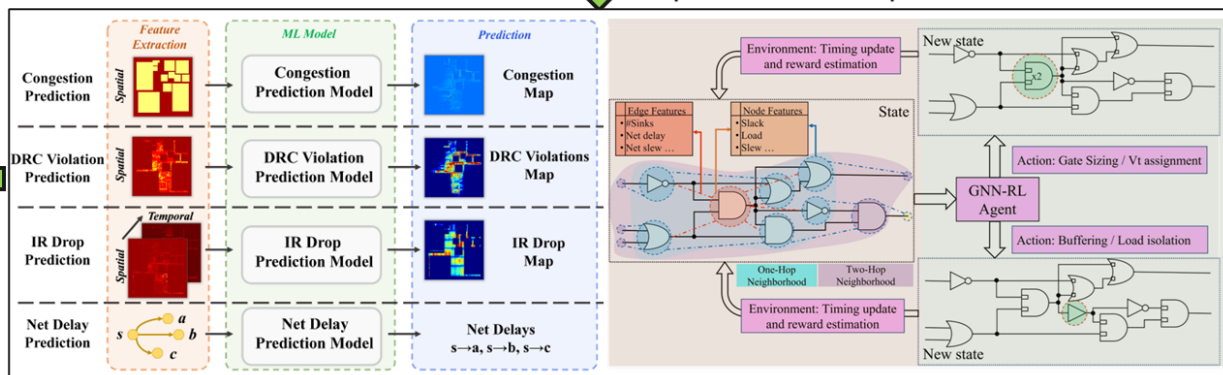 Feature
Extraction
ML Model
Prediction
Congestion
Prediction
Spatial
Congestion
Prediction Model
Congestion
Map
DRC Violation
Prediction
Spatial
DRC Violation
Prediction Model
DRC Violations
Map
IR Drop
Prediction
Temporal
Spatial
IR Drop
Prediction Model
IR Drop
Map
Net Delay
Prediction
s
a
b
c
Net Delay
Prediction Model
Net Delays
s→a, s→b, s→c
Environment: Timing update
and reward estimation
State
Edge Features
• #Sinks
• Net delay
• Net slew ...
Node Features
• Slack
• Load
• Slew ...
One-Hop
Neighborhood
Two-Hop
Neighborhood
Environment: Timing update
and reward estimation
New state
x2
Action: Gate Sizing / Vt assignment
GNN-RL
Agent
Action: Buffering / Load isolation
New state